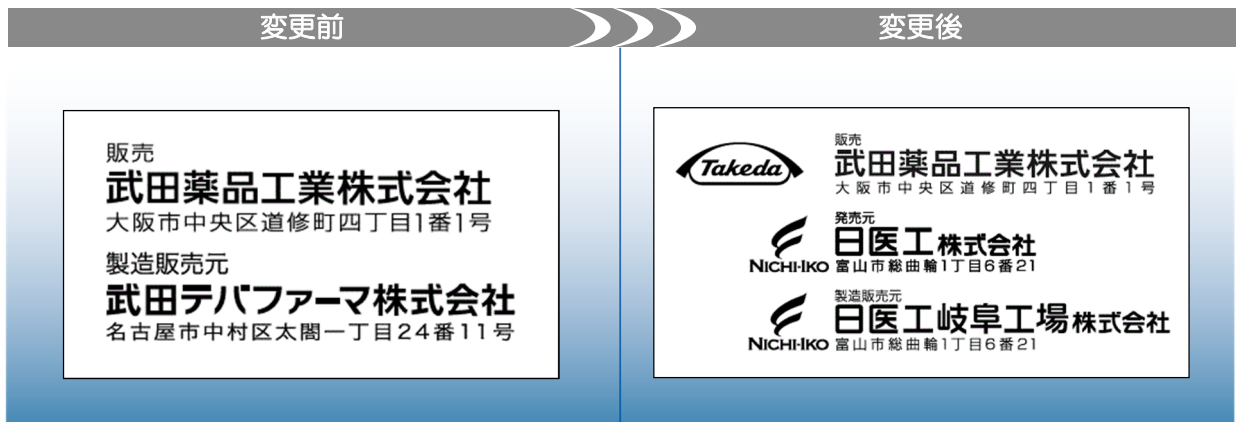 変更前
変更後
販売
武田薬品工業株式会社
大阪市中央区道修町四丁目1番1号
製造販売元
武田テバファーマ株式会社
名古屋市中村区太閤一丁目24番11号
Takeda
販売
武田薬品工業株式会社
大阪市中央区道修町四丁目1番1号
発売元
日医工株式会社
NICHI-IKO 富山市総曲輪1丁目6番21
製造販売元
日医工岐阜工場株式会社
NICHI-IKO 富山市総曲輪1丁目6番21